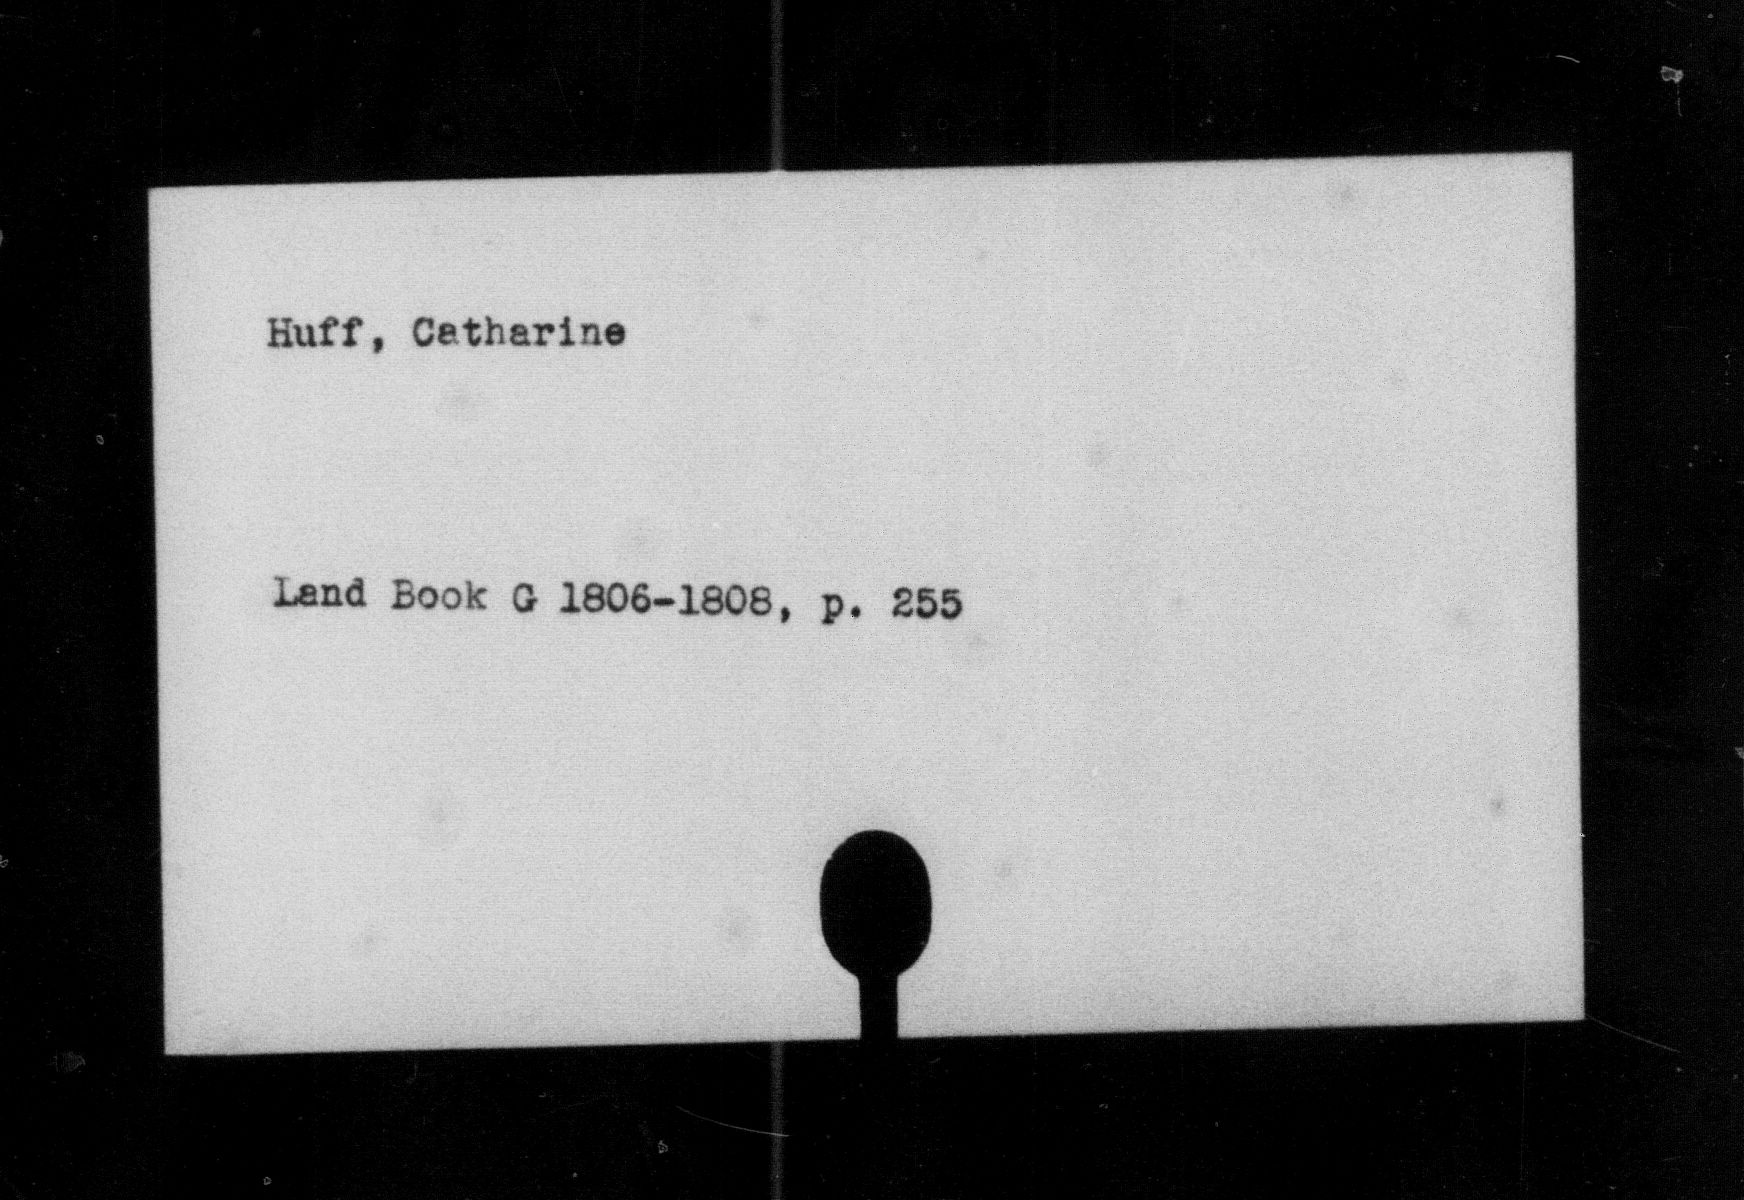 Huff, Catharine
Land Book G 1806-1808, p. 255